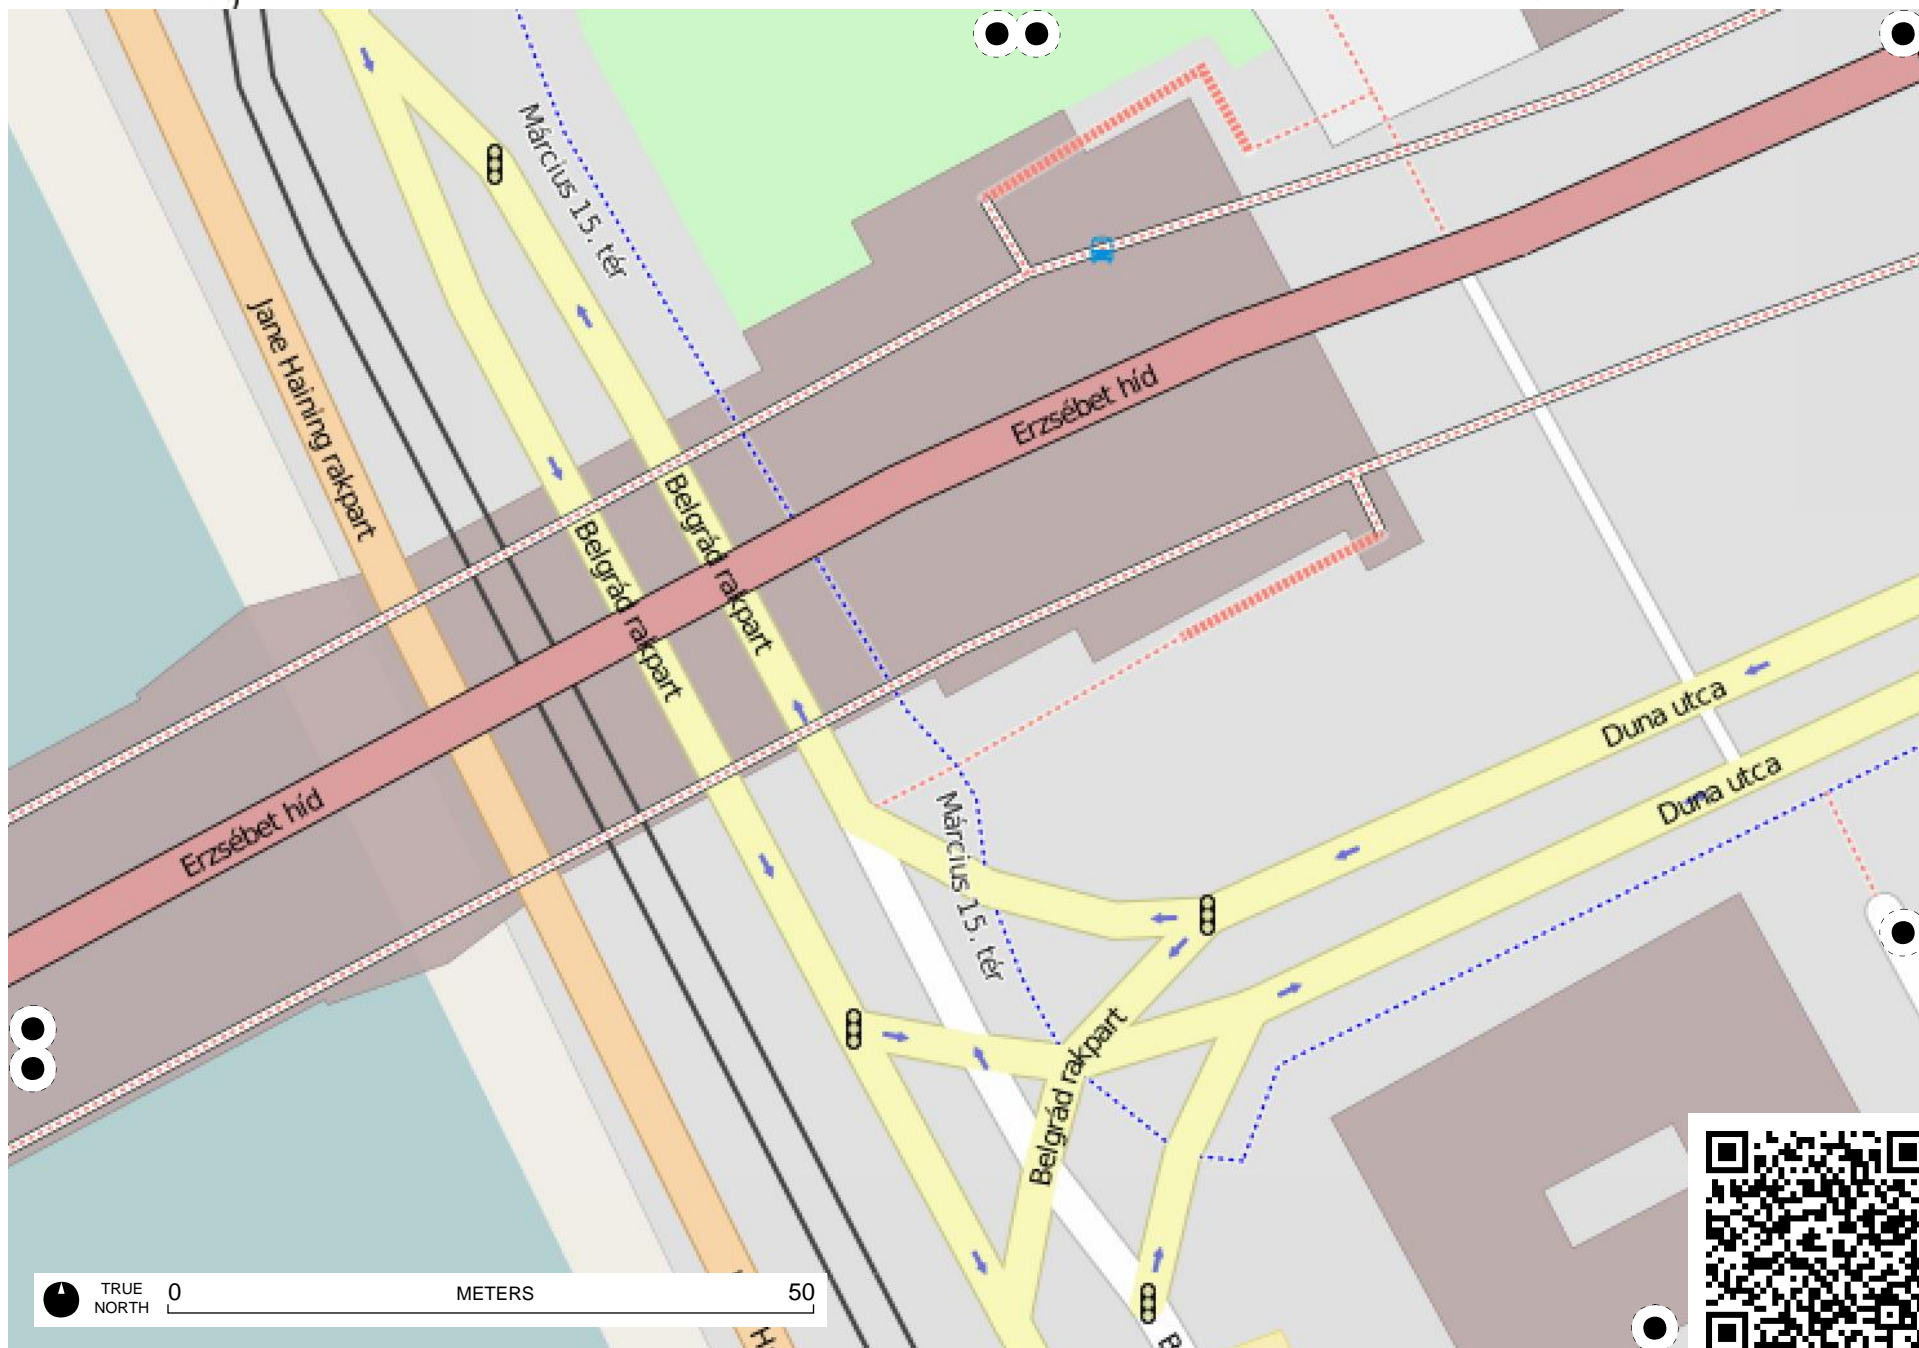 Március 15. tér
Jane Haining rakpart
Erzsébet híd
Belgrád rakpart
Belgrád rakpart
Duna utca
Duna utca
Erzsébet híd
Március 15. tér
Belgrád rakpart
TRUE NORTH
0 METERS 50